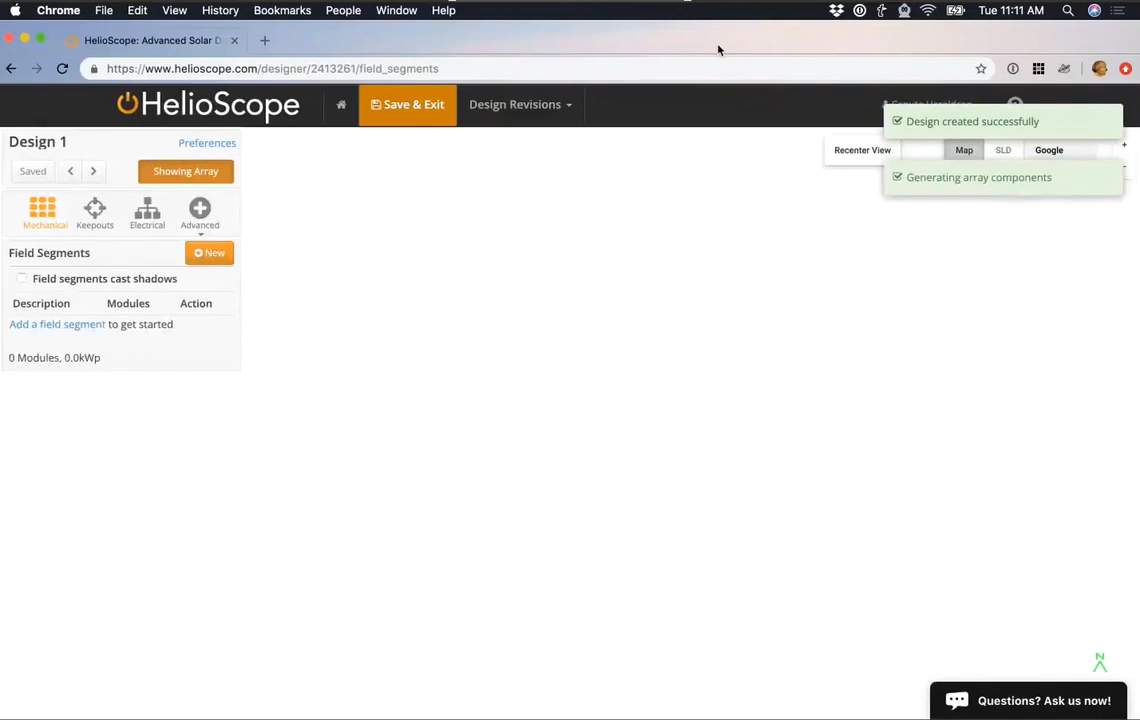 Chrome File Edit View History Bookmarks People Window Help Tue 11:11 AM
HelioScope: Advanced Solar D
https://www.helioscope.com/designer/2413261/field_segments
HelioScope Save & Exit Design Revisions
Design created successfully
Design 1 Preferences
Recenter View Map SLD Google +
Saved Showing Array
Generating array components
-
Mechanical Keepouts Electrical Advanced
Field Segments New
Field segments cast shadows
Description Modules Action
Add a field segment to get started
0 Modules, 0.0kWp
N
Questions? Ask us now!